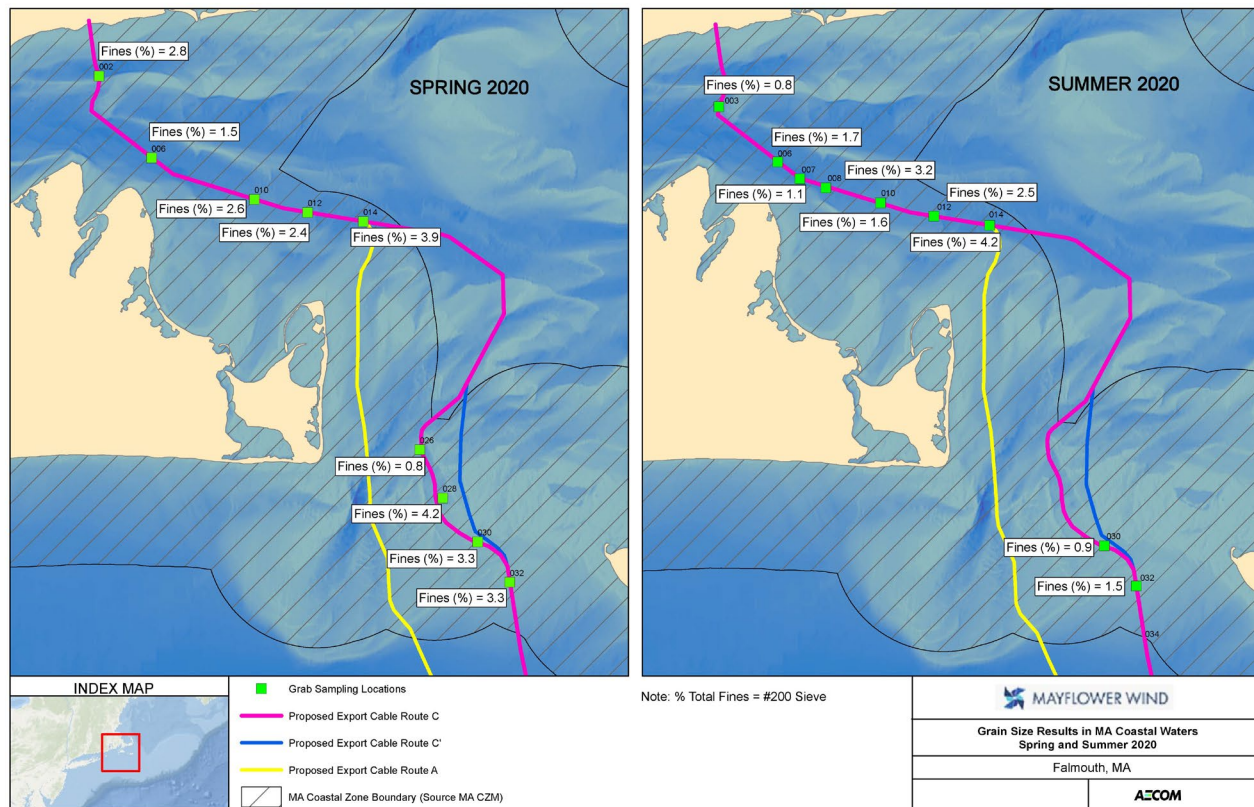 SPRING 2020
Fines (%) = 2.8
002
Fines (%) = 1.5
006
010
Fines (%) = 2.6
012
Fines (%) = 2.4
014
Fines (%) = 3.9
026
Fines (%) = 0.8
028
Fines (%) = 4.2
030
Fines (%) = 3.3
032
Fines (%) = 3.3
SUMMER 2020
Fines (%) = 0.8
003
Fines (%) = 1.7
006
007
Fines (%) = 1.1
008
Fines (%) = 3.2
010
Fines (%) = 1.6
012
Fines (%) = 2.5
014
Fines (%) = 4.2
030
Fines (%) = 0.9
032
Fines (%) = 1.5
034
INDEX MAP
Grab Sampling Locations
Proposed Export Cable Route C
Proposed Export Cable Route C'
Proposed Export Cable Route A
MA Coastal Zone Boundary (Source MA CZM)
Note: % Total Fines = #200 Sieve
MAYFLOWER WIND
Grain Size Results in MA Coastal Waters
Spring and Summer 2020
Falmouth, MA
AECOM